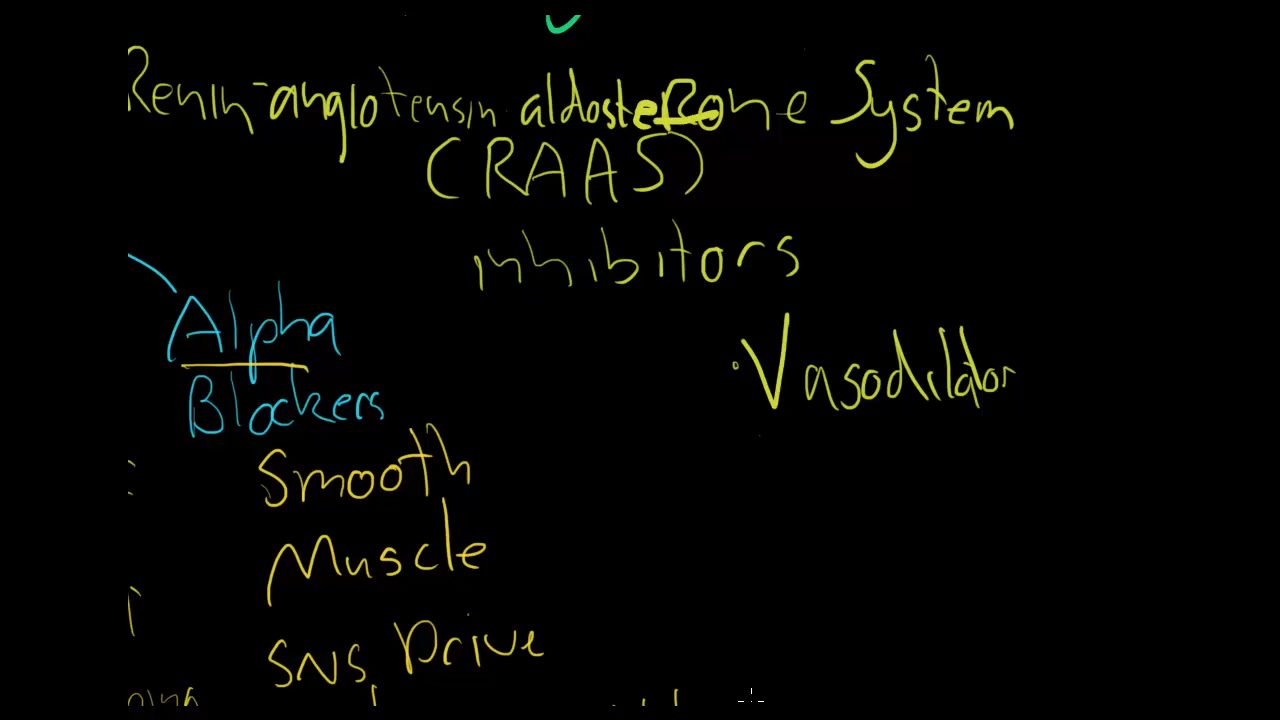 Renin-angiotensin aldosterone System
(RAAS)
inhibitors
Alpha
Blockers
Vasodilator
Smooth
Muscle
SNS Drive